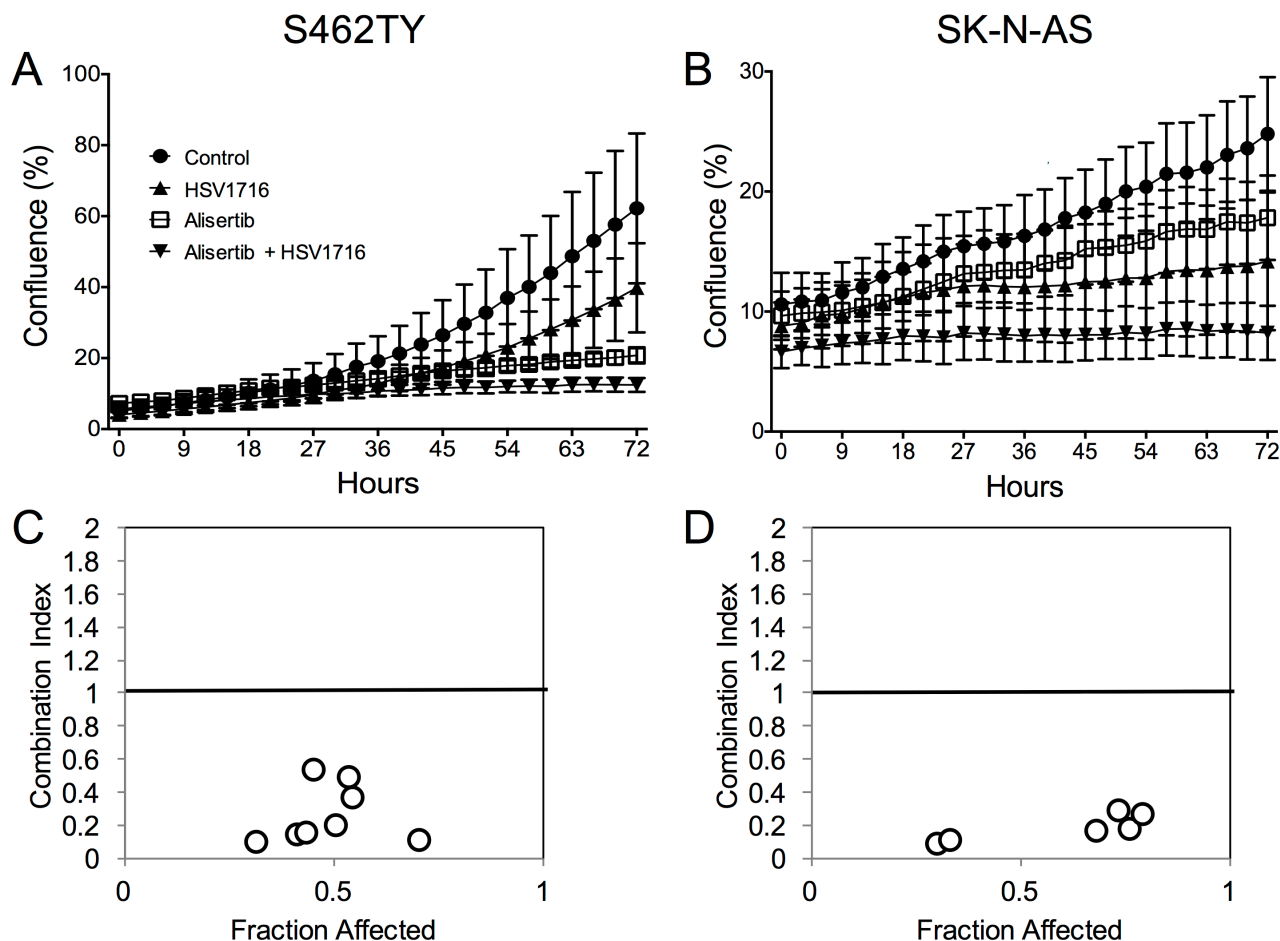 S462TY
SK-N-AS
A
B
100
80
60
40
20
0
Confluence (%)
Control
HSV1716
Alisertib
Alisertib + HSV1716
0 9 18 27 36 45 54 63 72
Hours
30
20
10
0
Confluence (%)
0 9 18 27 36 45 54 63 72
Hours
C
2
1.8
1.6
1.4
1.2
1
0.8
0.6
0.4
0.2
0
Combination Index
0 0.5 1
Fraction Affected
D
2
1.8
1.6
1.4
1.2
1
0.8
0.6
0.4
0.2
0
Combination Index
0 0.5 1
Fraction Affected